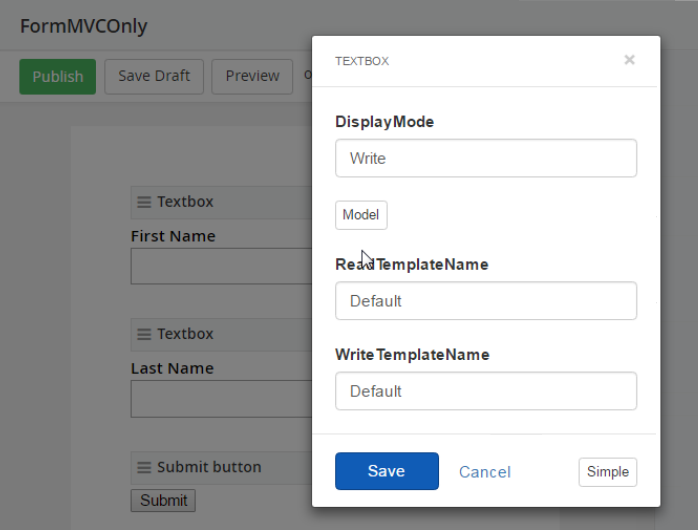 FormMVCOnly
Publish
Save Draft
Preview
TEXTBOX
×
DisplayMode
Write
Model
ReadTemplateName
Default
WriteTemplateName
Default
Save
Cancel
Simple
Textbox
First Name
Textbox
Last Name
Submit button
Submit